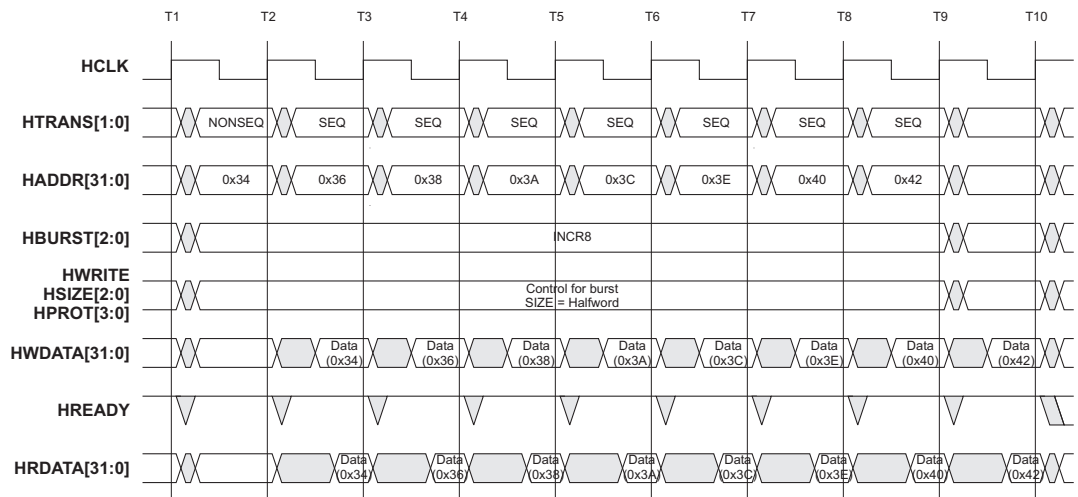 T1 T2 T3 T4 T5 T6 T7 T8 T9 T10
HCLK
HTRANS[1:0] NONSEQ SEQ SEQ SEQ SEQ SEQ SEQ SEQ
HADDR[31:0] 0x34 0x36 0x38 0x3A 0x3C 0x3E 0x40 0x42
HBURST[2:0] INCR8
HWRITE
HSIZE[2:0] Control for burst
HPROT[3:0] SIZE = Halfword
HWDATA[31:0] Data Data Data Data Data Data Data Data
(0x34) (0x36) (0x38) (0x3A) (0x3C) (0x3E) (0x40) (0x42)
HREADY
HRDATA[31:0] Data Data Data Data Data Data Data Data
(0x34) (0x36) (0x38) (0x3A) (0x3C) (0x3E) (0x40) (0x42)